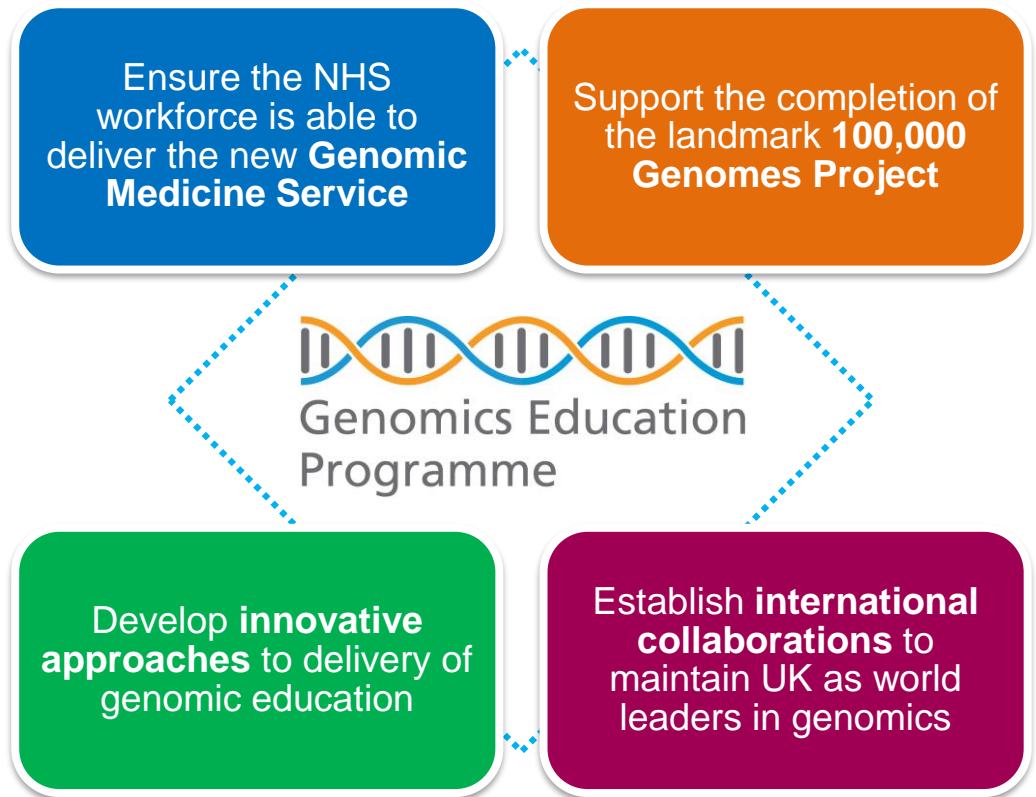 Ensure the NHS
workforce is able to
deliver the new Genomic
Medicine Service
Support the completion of
the landmark 100,000
Genomes Project
Genomics Education
Programme
Develop innovative
approaches to delivery of
genomic education
Establish international
collaborations to
maintain UK as world
leaders in genomics